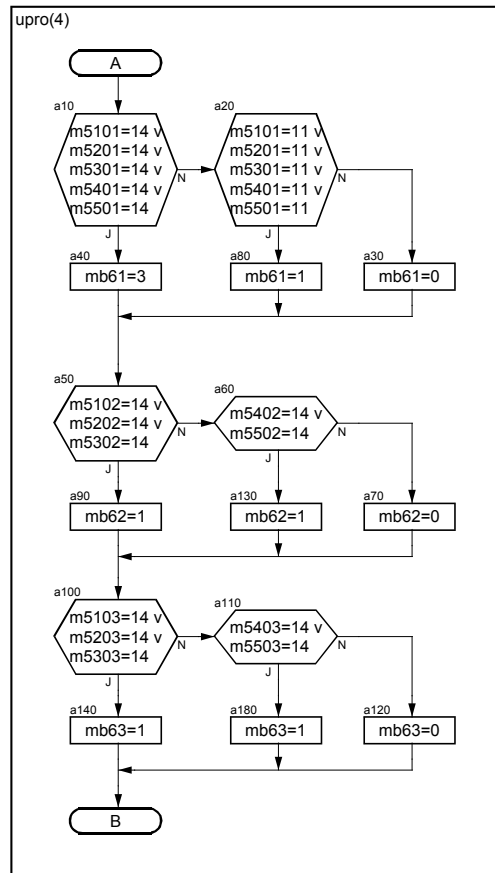 upro(4)
A
a10
m5101=14 v
m5201=14 v
m5301=14 v
m5401=14 v
m5501=14
N
J
a20
m5101=11 v
m5201=11 v
m5301=11 v
m5401=11 v
m5501=11
N
J
a40
mb61=3
a80
mb61=1
a30
mb61=0
a50
m5102=14 v
m5202=14 v
m5302=14
N
J
a60
m5402=14 v
m5502=14
N
J
a90
mb62=1
a130
mb62=1
a70
mb62=0
a100
m5103=14 v
m5203=14 v
m5303=14
N
J
a110
m5403=14 v
m5503=14
N
J
a140
mb63=1
a180
mb63=1
a120
mb63=0
B